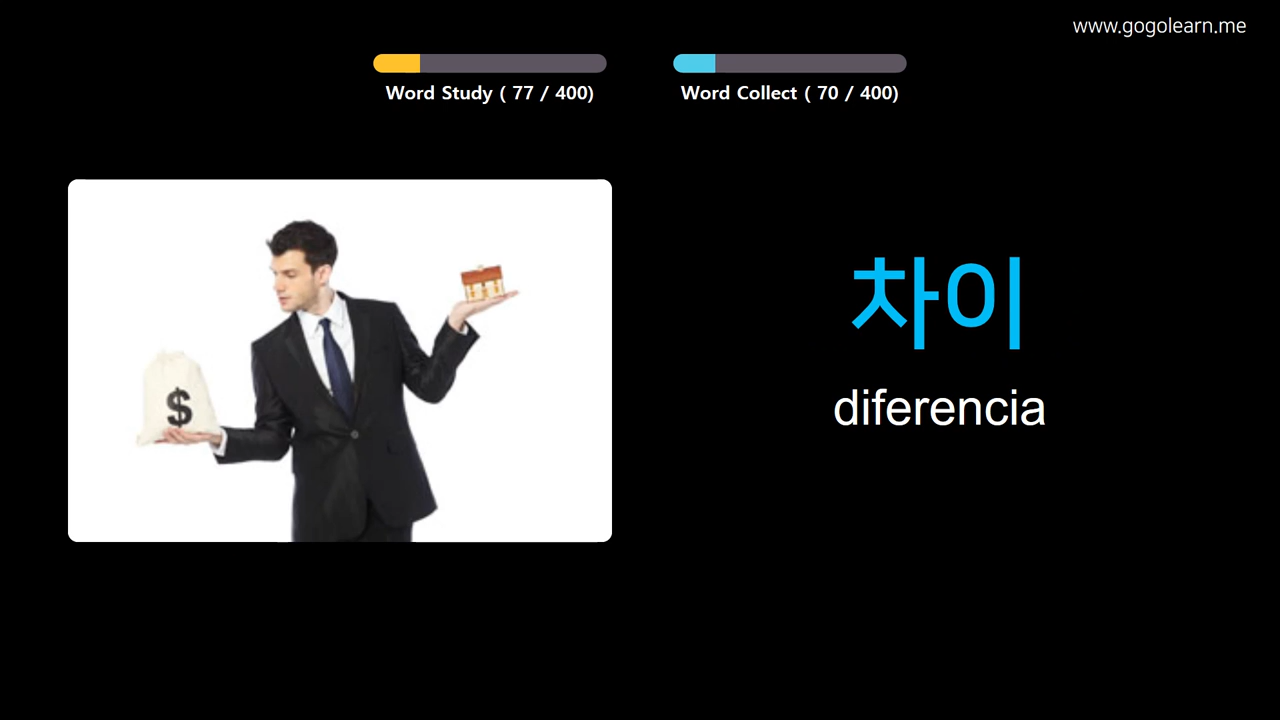 www.gogolearn.me
Word Study ( 77 / 400)
Word Collect ( 70 / 400)
차이
diferencia
$